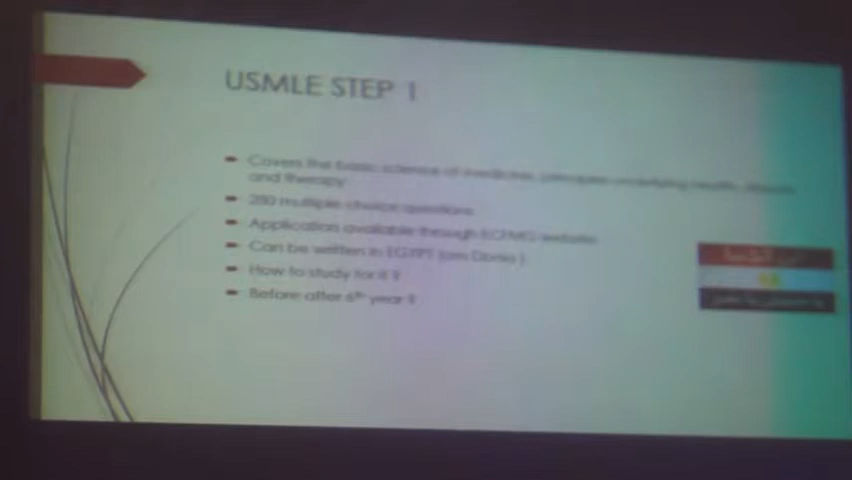 USMLE STEP 1
Covers the basic science of medicine, principles underlying health, disease
and therapy
280 multiple choice questions
Application available through ECFMG website
Can be written in EGYPT
How to study for it ?
Before after 6th year ?